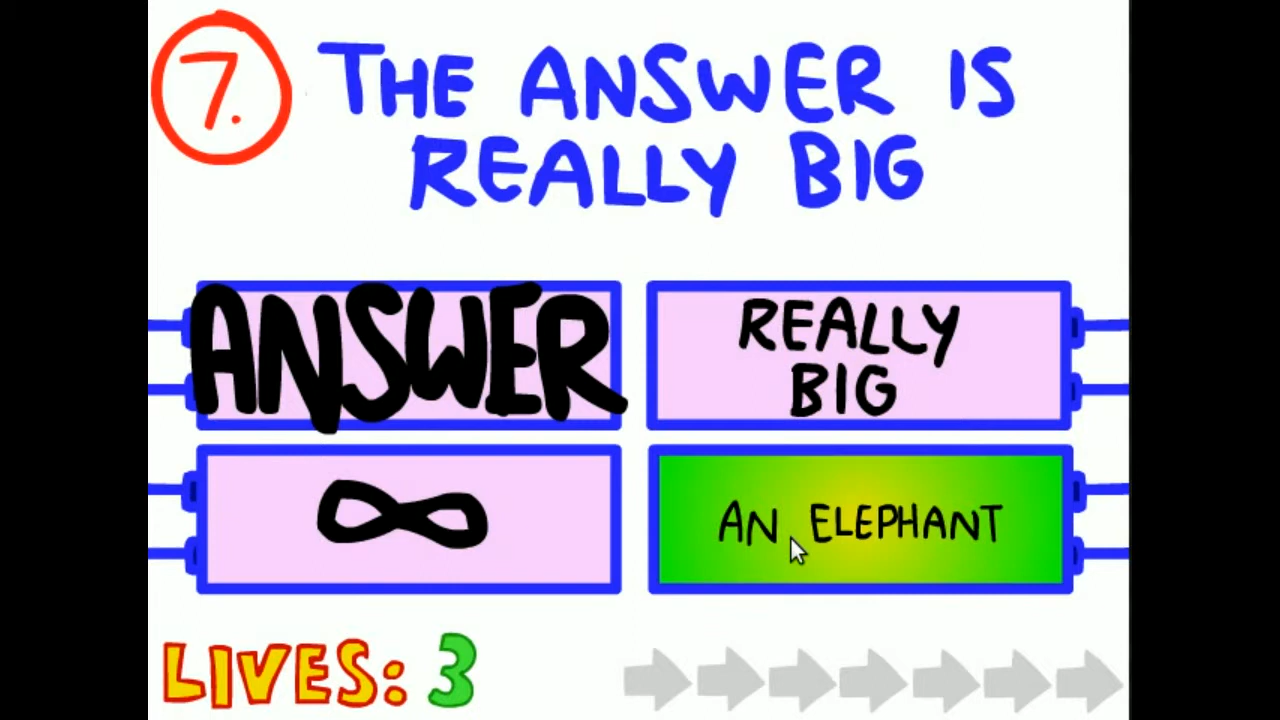 7. THE ANSWER IS
REALLY BIG
ANSWER
REALLY
BIG
∞
AN ELEPHANT
LIVES: 3